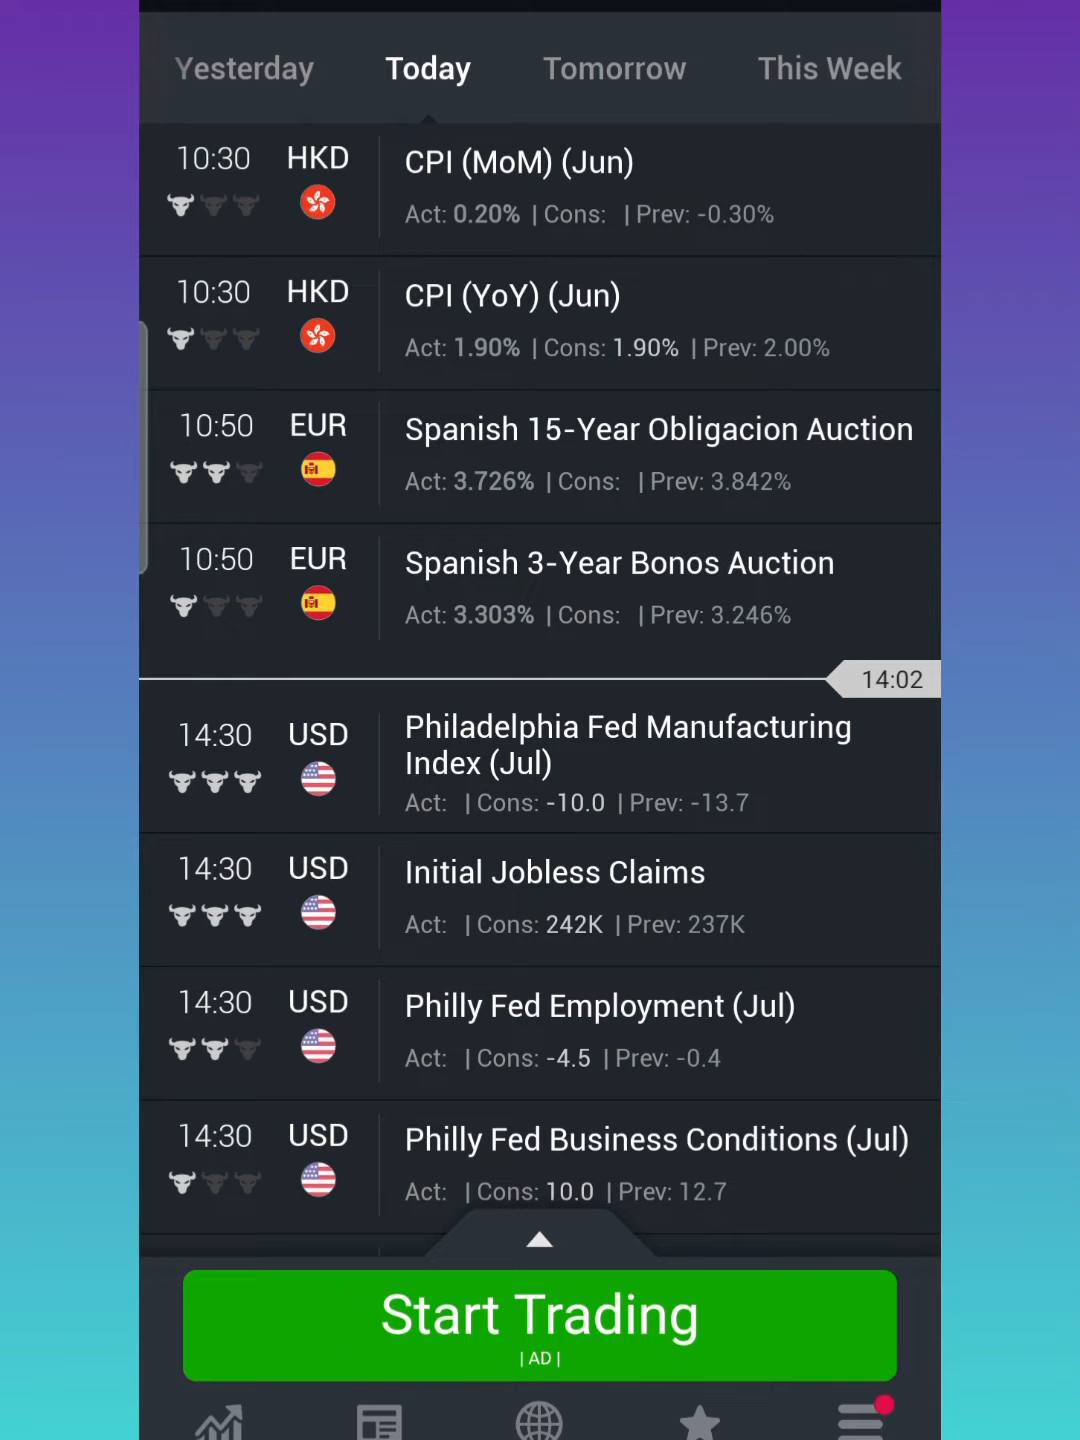 Yesterday Today Tomorrow This Week
10:30 HKD CPI (MoM) (Jun)
Act: 0.20% | Cons: | Prev: -0.30%
10:30 HKD CPI (YoY) (Jun)
Act: 1.90% | Cons: 1.90% | Prev: 2.00%
10:50 EUR Spanish 15-Year Obligacion Auction
Act: 3.726% | Cons: | Prev: 3.842%
10:50 EUR Spanish 3-Year Bonos Auction
Act: 3.303% | Cons: | Prev: 3.246%
14:02
14:30 USD Philadelphia Fed Manufacturing
Index (Jul)
Act: | Cons: -10.0 | Prev: -13.7
14:30 USD Initial Jobless Claims
Act: | Cons: 242K | Prev: 237K
14:30 USD Philly Fed Employment (Jul)
Act: | Cons: -4.5 | Prev: -0.4
14:30 USD Philly Fed Business Conditions (Jul)
Act: | Cons: 10.0 | Prev: 12.7
Start Trading
| AD |